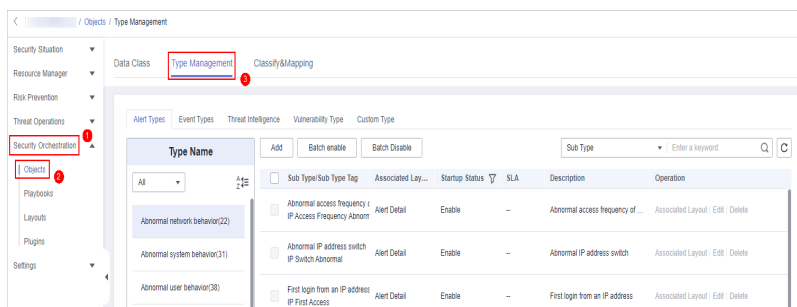 / Objects / Type Management
Security Situation
Resource Manager
Risk Prevention
Threat Operations
1
Security Orchestration
Objects
2
Playbooks
Layouts
Plugins
Settings
Data Class Type Management Classify&Mapping
3
Alert Types Event Types Threat Intelligence Vulnerability Type Custom Type
Type Name
All
Abnormal network behavior(22)
Abnormal system behavior(31)
Abnormal user behavior(38)
Add Batch enable Batch Disable Sub Type Enter a keyword.
Sub Type/Sub Type Tag Associated Lay... Startup Status SLA Description Operation
Abnormal access frequency
IP Access Frequency Abnorm
Alert Detail Enable -- Abnormal access frequency of ... Associated Layout | Edit | Delete
Abnormal IP address switch
IP Switch Abnormal
Alert Detail Enable -- Abnormal IP address switch Associated Layout | Edit | Delete
First login from an IP address
IP First Access
Alert Detail Enable -- First login from an IP address Associated Layout | Edit | Delete